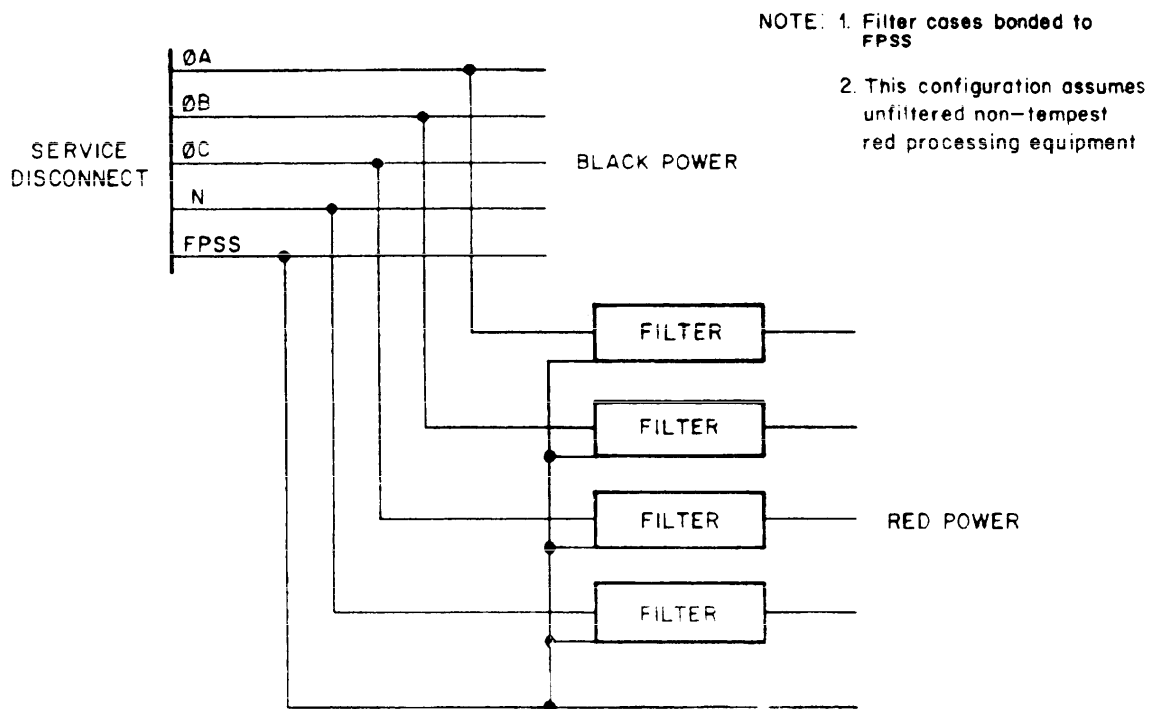 NOTE: 1. Filter cases bonded to
FPSS
2. This configuration assumes
unfiltered non-tempest
red processing equipment
ØA
ØB
SERVICE
DISCONNECT
ØC
BLACK POWER
N
FPSS
FILTER
FILTER
FILTER
RED POWER
FILTER